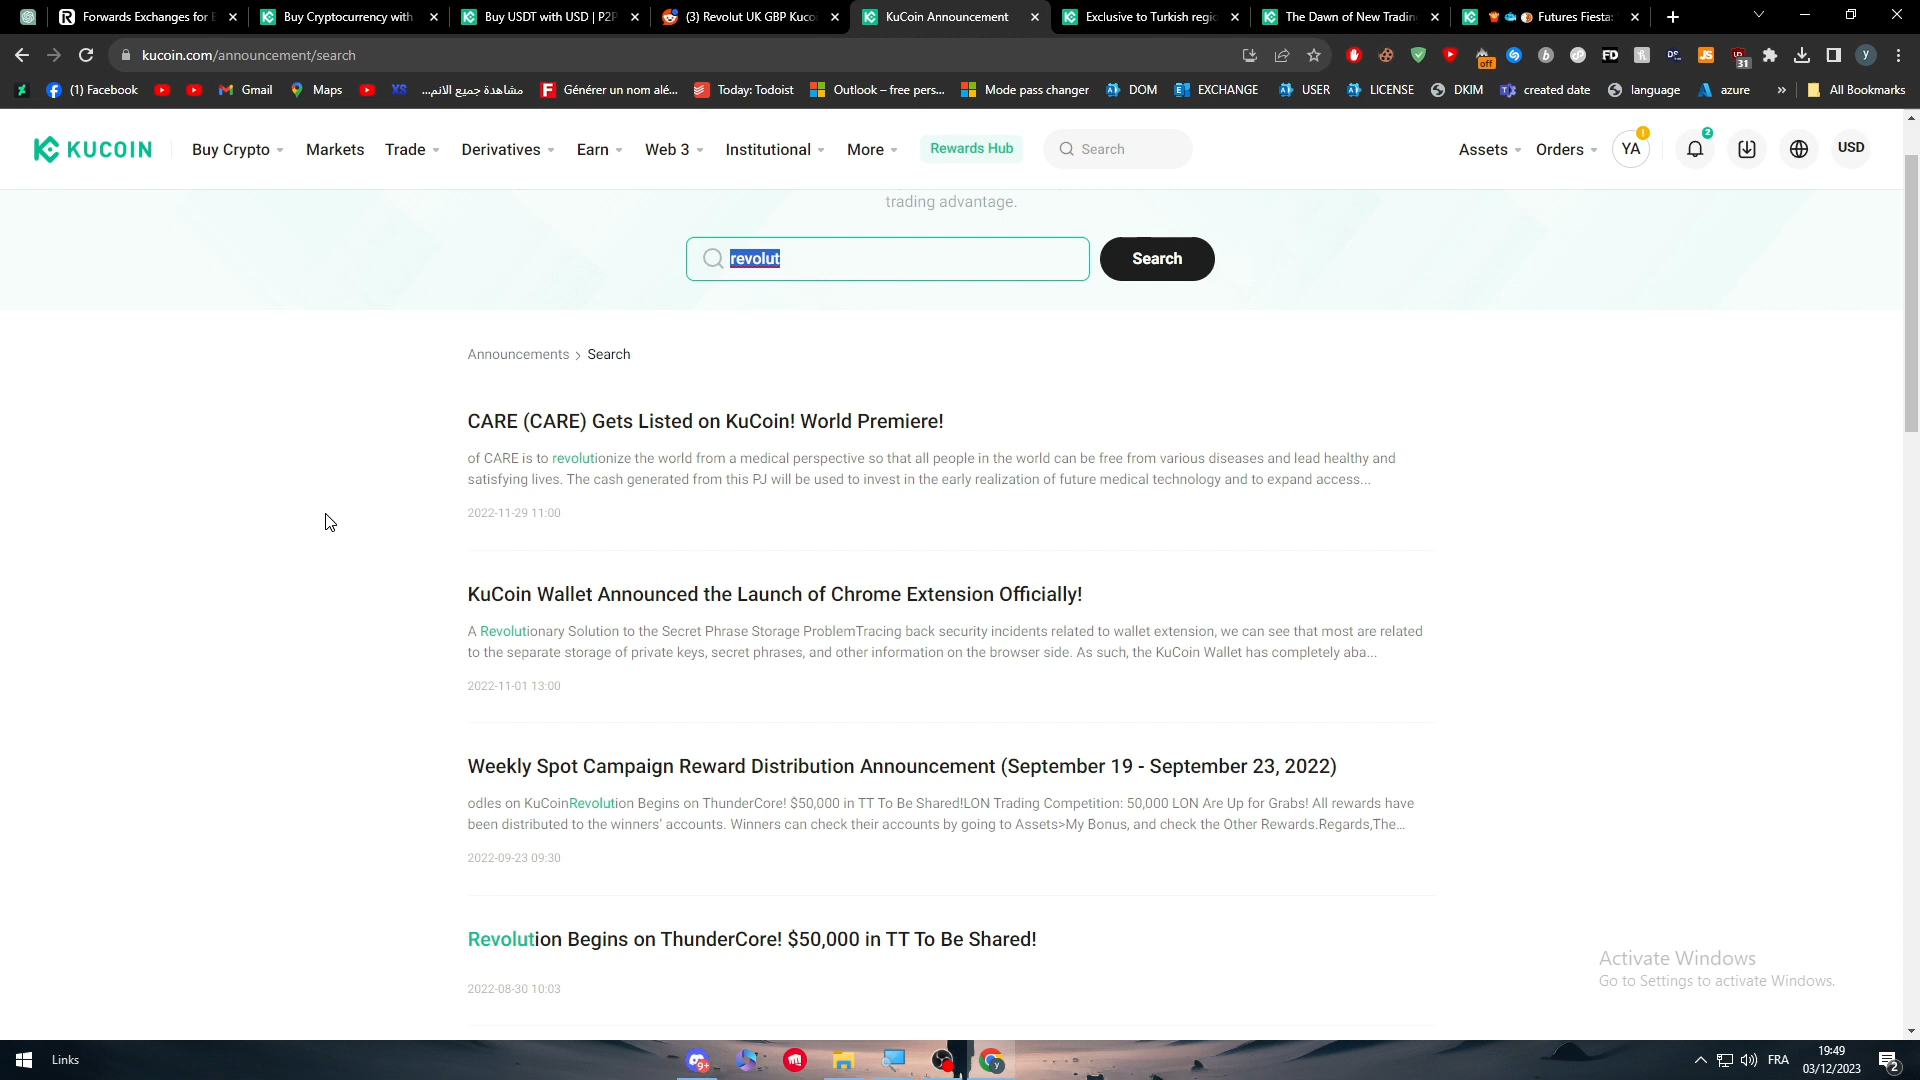 Forwards Exchanges for
Buy Cryptocurrency with
Buy USDT with USD | P2P
(3) Revolut UK GBP Kuco
KuCoin Announcement
Exclusive to Turkish regi
The Dawn of New Tradin
Futures Fiesta:
kucoin.com/announcement/search
off
b
FD
JS
31
y
(1) Facebook
Gmail
Maps
XS
مشاهدة جميع الانم...
Générer un nom alé...
Today: Todoist
Outlook – free pers...
Mode pass changer
DOM
EXCHANGE
USER
LICENSE
DKIM
created date
language
azure
»
All Bookmarks
KUCOIN
Buy Crypto
Markets
Trade
Derivatives
Earn
Web 3
Institutional
More
Rewards Hub
Search
Assets
Orders
YA
2
USD
trading advantage.
revolut
Search
Announcements > Search
CARE (CARE) Gets Listed on KuCoin! World Premiere!
of CARE is to revolutionize the world from a medical perspective so that all people in the world can be free from various diseases and lead healthy and
satisfying lives. The cash generated from this PJ will be used to invest in the early realization of future medical technology and to expand access...
2022-11-29 11:00
KuCoin Wallet Announced the Launch of Chrome Extension Officially!
A Revolutionary Solution to the Secret Phrase Storage ProblemTracing back security incidents related to wallet extension, we can see that most are related
to the separate storage of private keys, secret phrases, and other information on the browser side. As such, the KuCoin Wallet has completely aba...
2022-11-01 13:00
Weekly Spot Campaign Reward Distribution Announcement (September 19 - September 23, 2022)
odles on KuCoinRevolution Begins on ThunderCore! $50,000 in TT To Be Shared!LON Trading Competition: 50,000 LON Are Up for Grabs! All rewards have
been distributed to the winners’ accounts. Winners can check their accounts by going to Assets>My Bonus, and check the Other Rewards.Regards,The...
2022-09-23 09:30
Revolution Begins on ThunderCore! $50,000 in TT To Be Shared!
2022-08-30 10:03
Activate Windows
Go to Settings to activate Windows.
Links
9+
FRA
19:49
03/12/2023
2